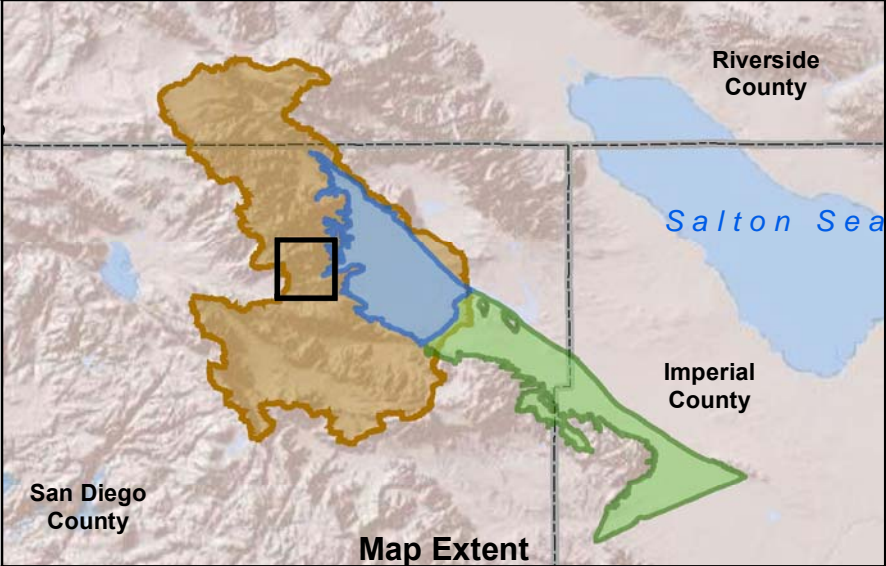 Riverside
County
Salton Sea
Imperial
County
San Diego
County
Map Extent